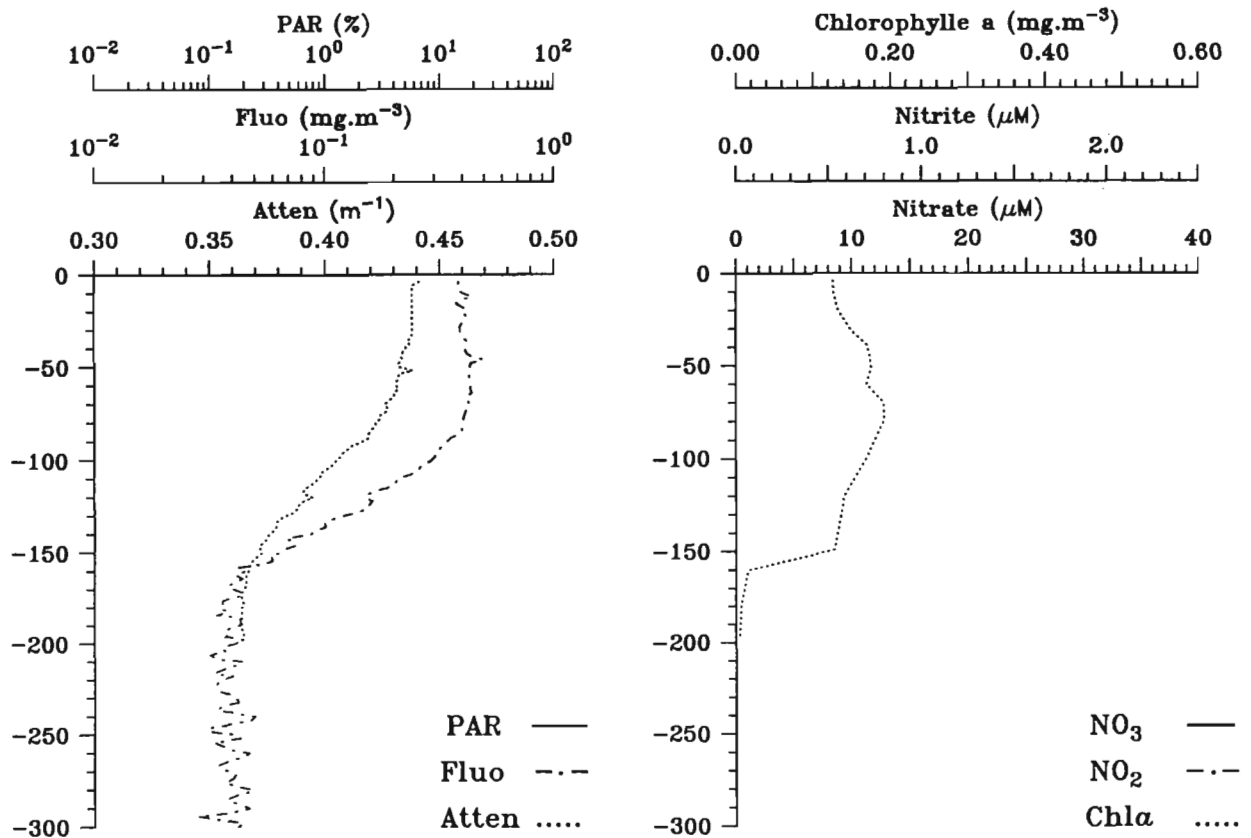 PAR (%)
10⁻² 10⁻¹ 10⁰ 10¹ 10²
Fluo (mg.m⁻³)
10⁻² 10⁻¹ 10⁰
Atten (m⁻¹)
0.30 0.35 0.40 0.45 0.50
0
-50
-100
-150
-200
-250
-300
PAR
Fluo
Atten
Chlorophylle a (mg.m⁻³)
0.00 0.20 0.40 0.60
Nitrite (μM)
0.0 1.0 2.0
Nitrate (μM)
0 10 20 30 40
0
-50
-100
-150
-200
-250
-300
NO₃
NO₂
Chla